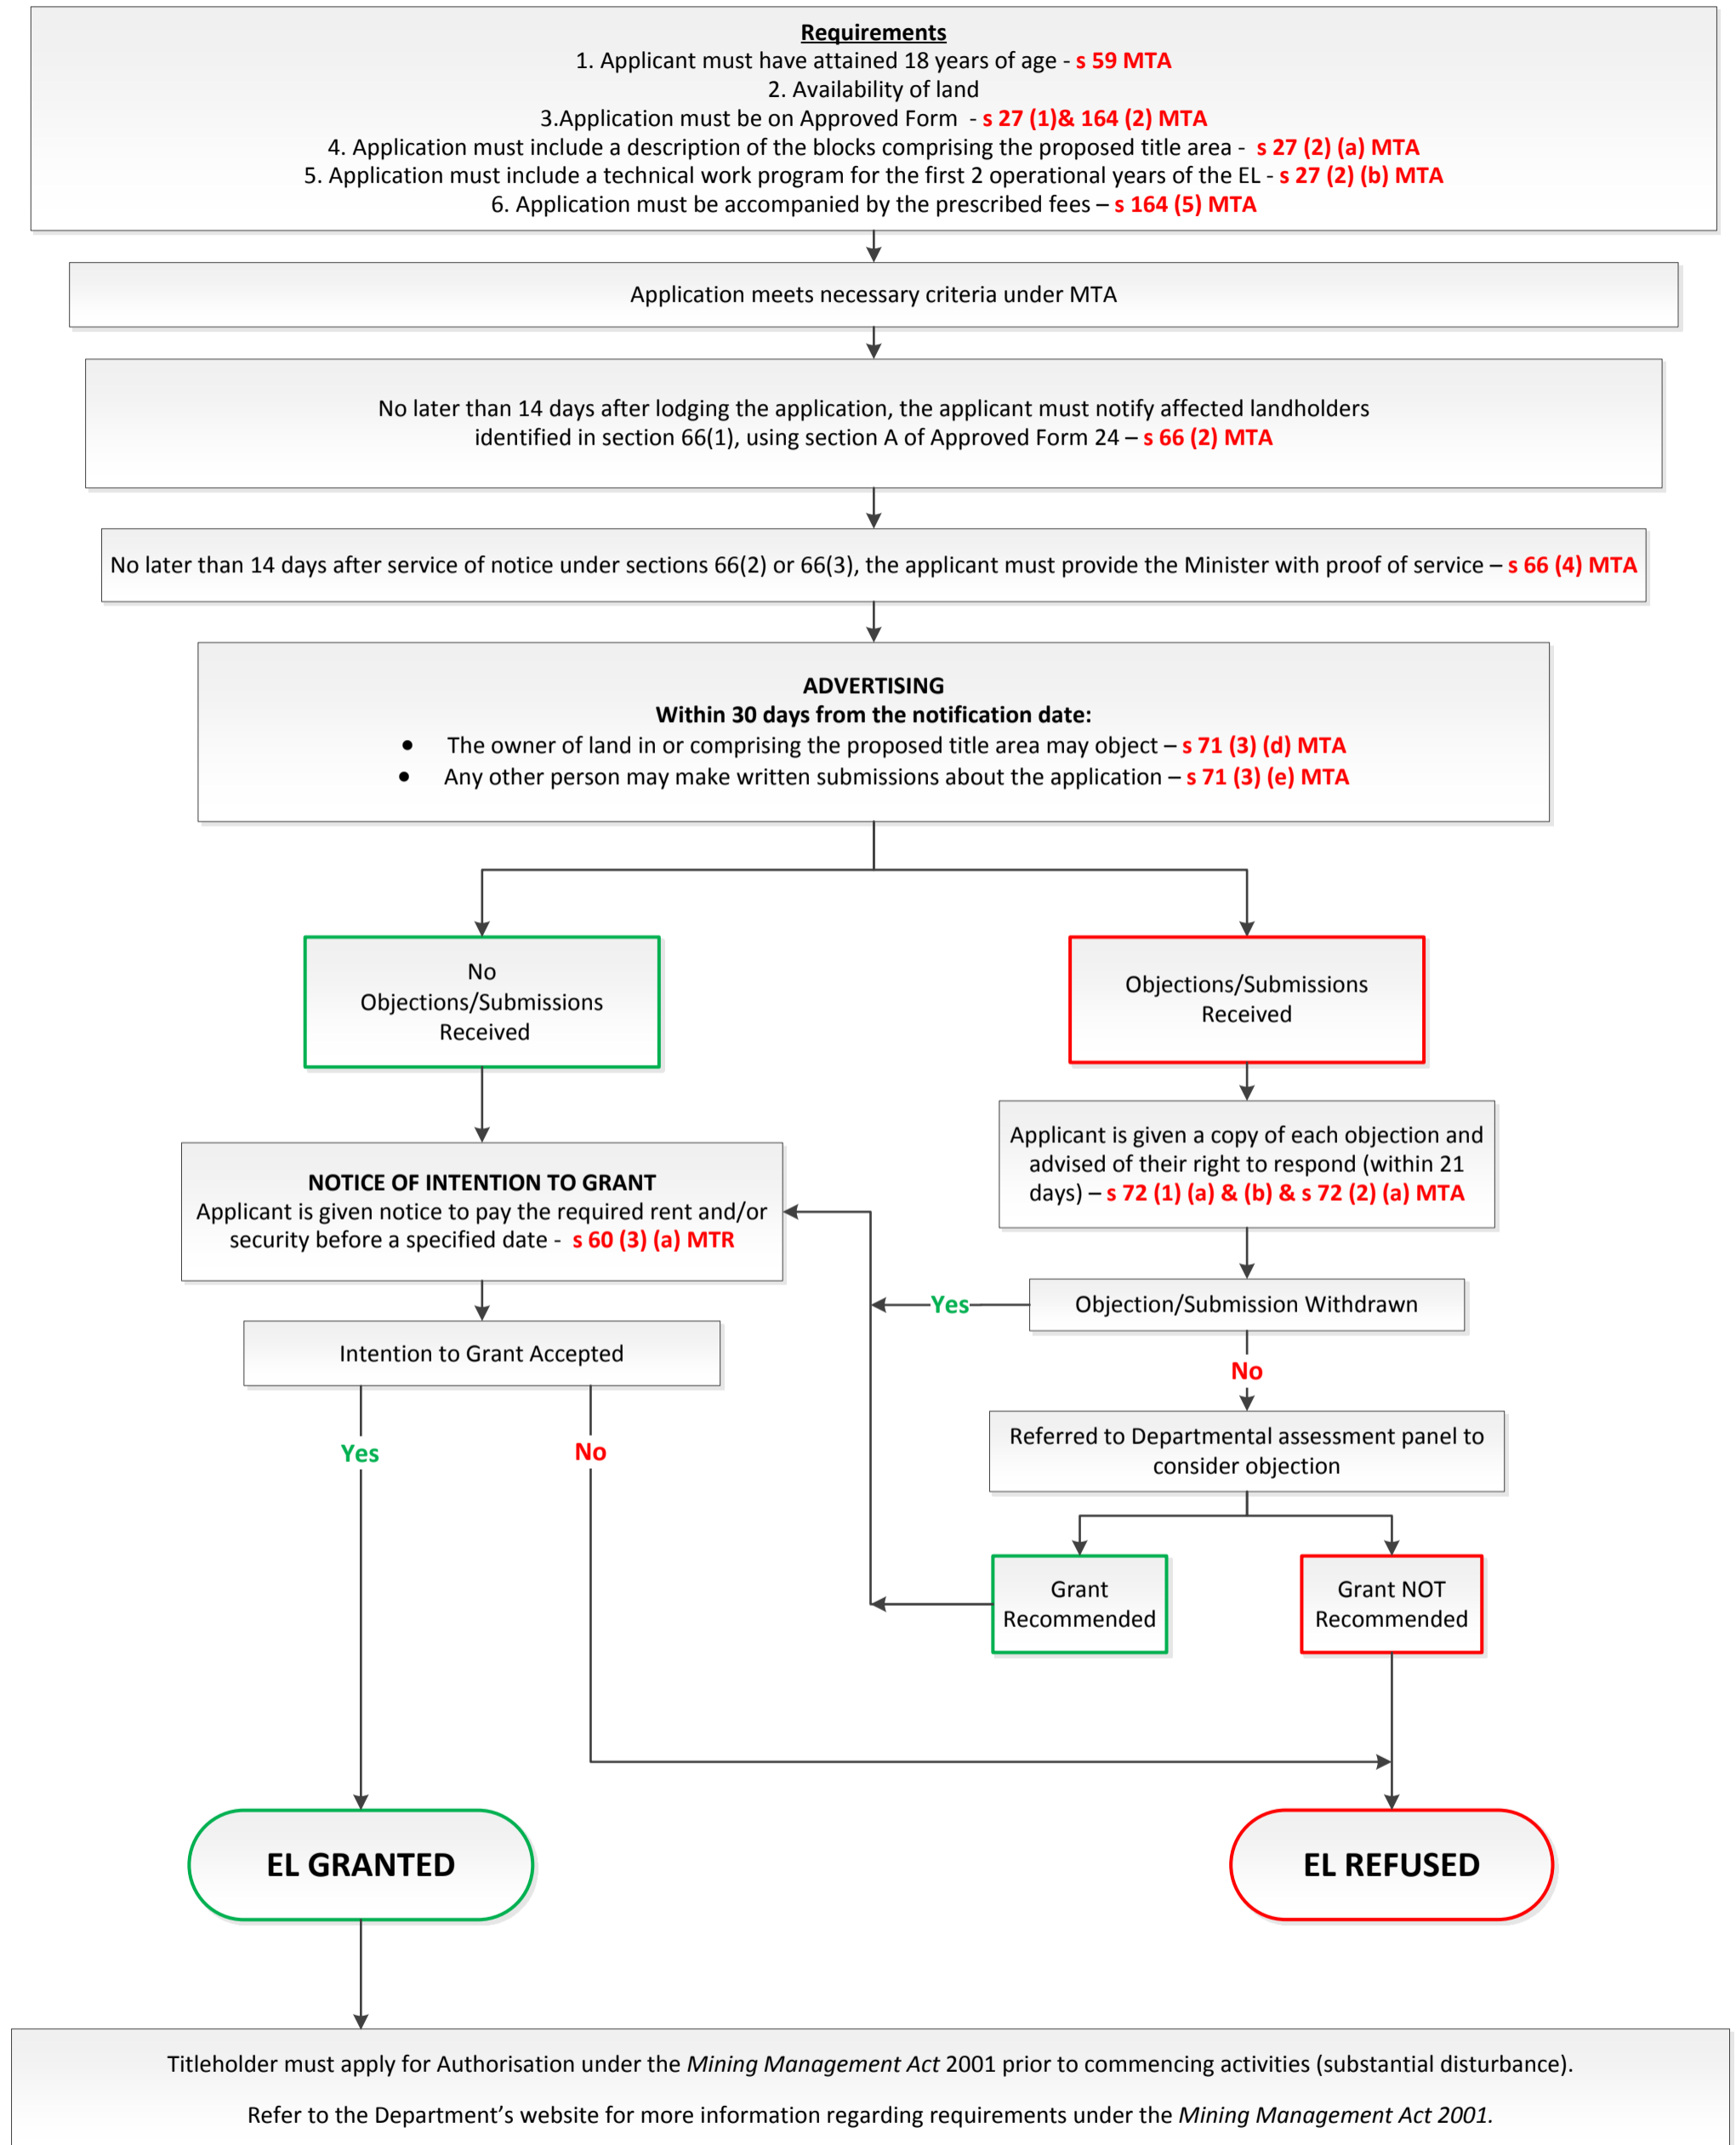 Requirements
1. Applicant must have attained 18 years of age - s 59 MTA
2. Availability of land
3.Application must be on Approved Form - s 27 (1)& 164 (2) MTA
4. Application must include a description of the blocks comprising the proposed title area - s 27 (2) (a) MTA
5. Application must include a technical work program for the first 2 operational years of the EL - s 27 (2) (b) MTA
6. Application must be accompanied by the prescribed fees – s 164 (5) MTA
Application meets necessary criteria under MTA
No later than 14 days after lodging the application, the applicant must notify affected landholders
identified in section 66(1), using section A of Approved Form 24 – s 66 (2) MTA
No later than 14 days after service of notice under sections 66(2) or 66(3), the applicant must provide the Minister with proof of service – s 66 (4) MTA
ADVERTISING
Within 30 days from the notification date:
• The owner of land in or comprising the proposed title area may object – s 71 (3) (d) MTA
• Any other person may make written submissions about the application – s 71 (3) (e) MTA
No
Objections/Submissions
Received
Objections/Submissions
Received
Applicant is given a copy of each objection and
advised of their right to respond (within 21
days) – s 72 (1) (a) & (b) & s 72 (2) (a) MTA
NOTICE OF INTENTION TO GRANT
Applicant is given notice to pay the required rent and/or
security before a specified date - s 60 (3) (a) MTR
Yes
Objection/Submission Withdrawn
Intention to Grant Accepted
No
Referred to Departmental assessment panel to
consider objection
Yes
No
Grant
Recommended
Grant NOT
Recommended
EL GRANTED
EL REFUSED
Titleholder must apply for Authorisation under the Mining Management Act 2001 prior to commencing activities (substantial disturbance).
Refer to the Department’s website for more information regarding requirements under the Mining Management Act 2001.